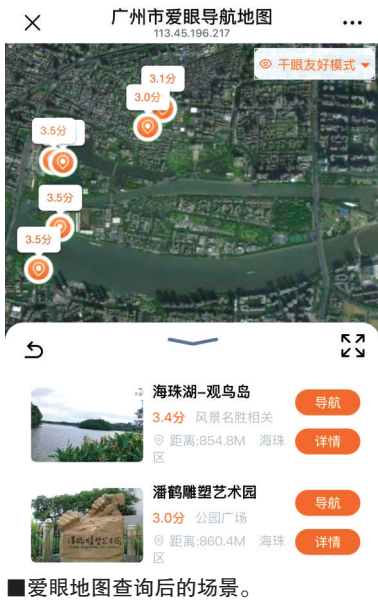 广州市爱眼导航地图
113.45.196.217
干眼友好模式
3.1分
3.0分
3.5分
3.5分
3.5分
海珠湖–观鸟岛
3.4分 风景名胜相关
导航
距离:854.8M 海珠
区
详情
潘鹤雕塑艺术园
3.0分 公园广场
导航
距离:860.4M 海珠
区
详情
■爱眼地图查询后的场景。